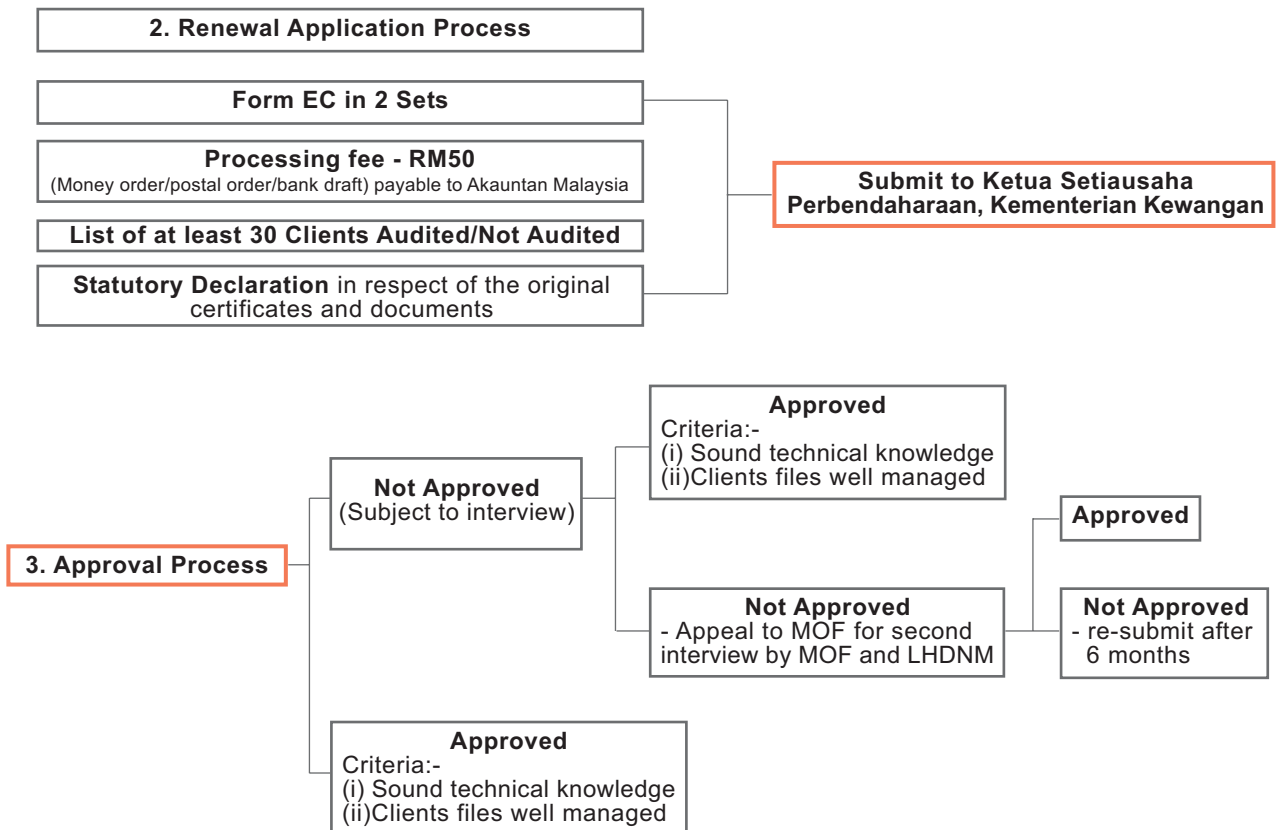 2. Renewal Application Process
Form EC in 2 Sets
Processing fee - RM50
(Money order/postal order/bank draft) payable to Akauntan Malaysia
List of at least 30 Clients Audited/Not Audited
Statutory Declaration in respect of the original
certificates and documents
Submit to Ketua Setiausaha
Perbendaharaan, Kementerian Kewangan
3. Approval Process
Not Approved
(Subject to interview)
Approved
Criteria:-
(i) Sound technical knowledge
(ii)Clients files well managed
Not Approved
- Appeal to MOF for second
interview by MOF and LHDNM
Approved
Not Approved
- re-submit after
6 months
Approved
Criteria:-
(i) Sound technical knowledge
(ii)Clients files well managed